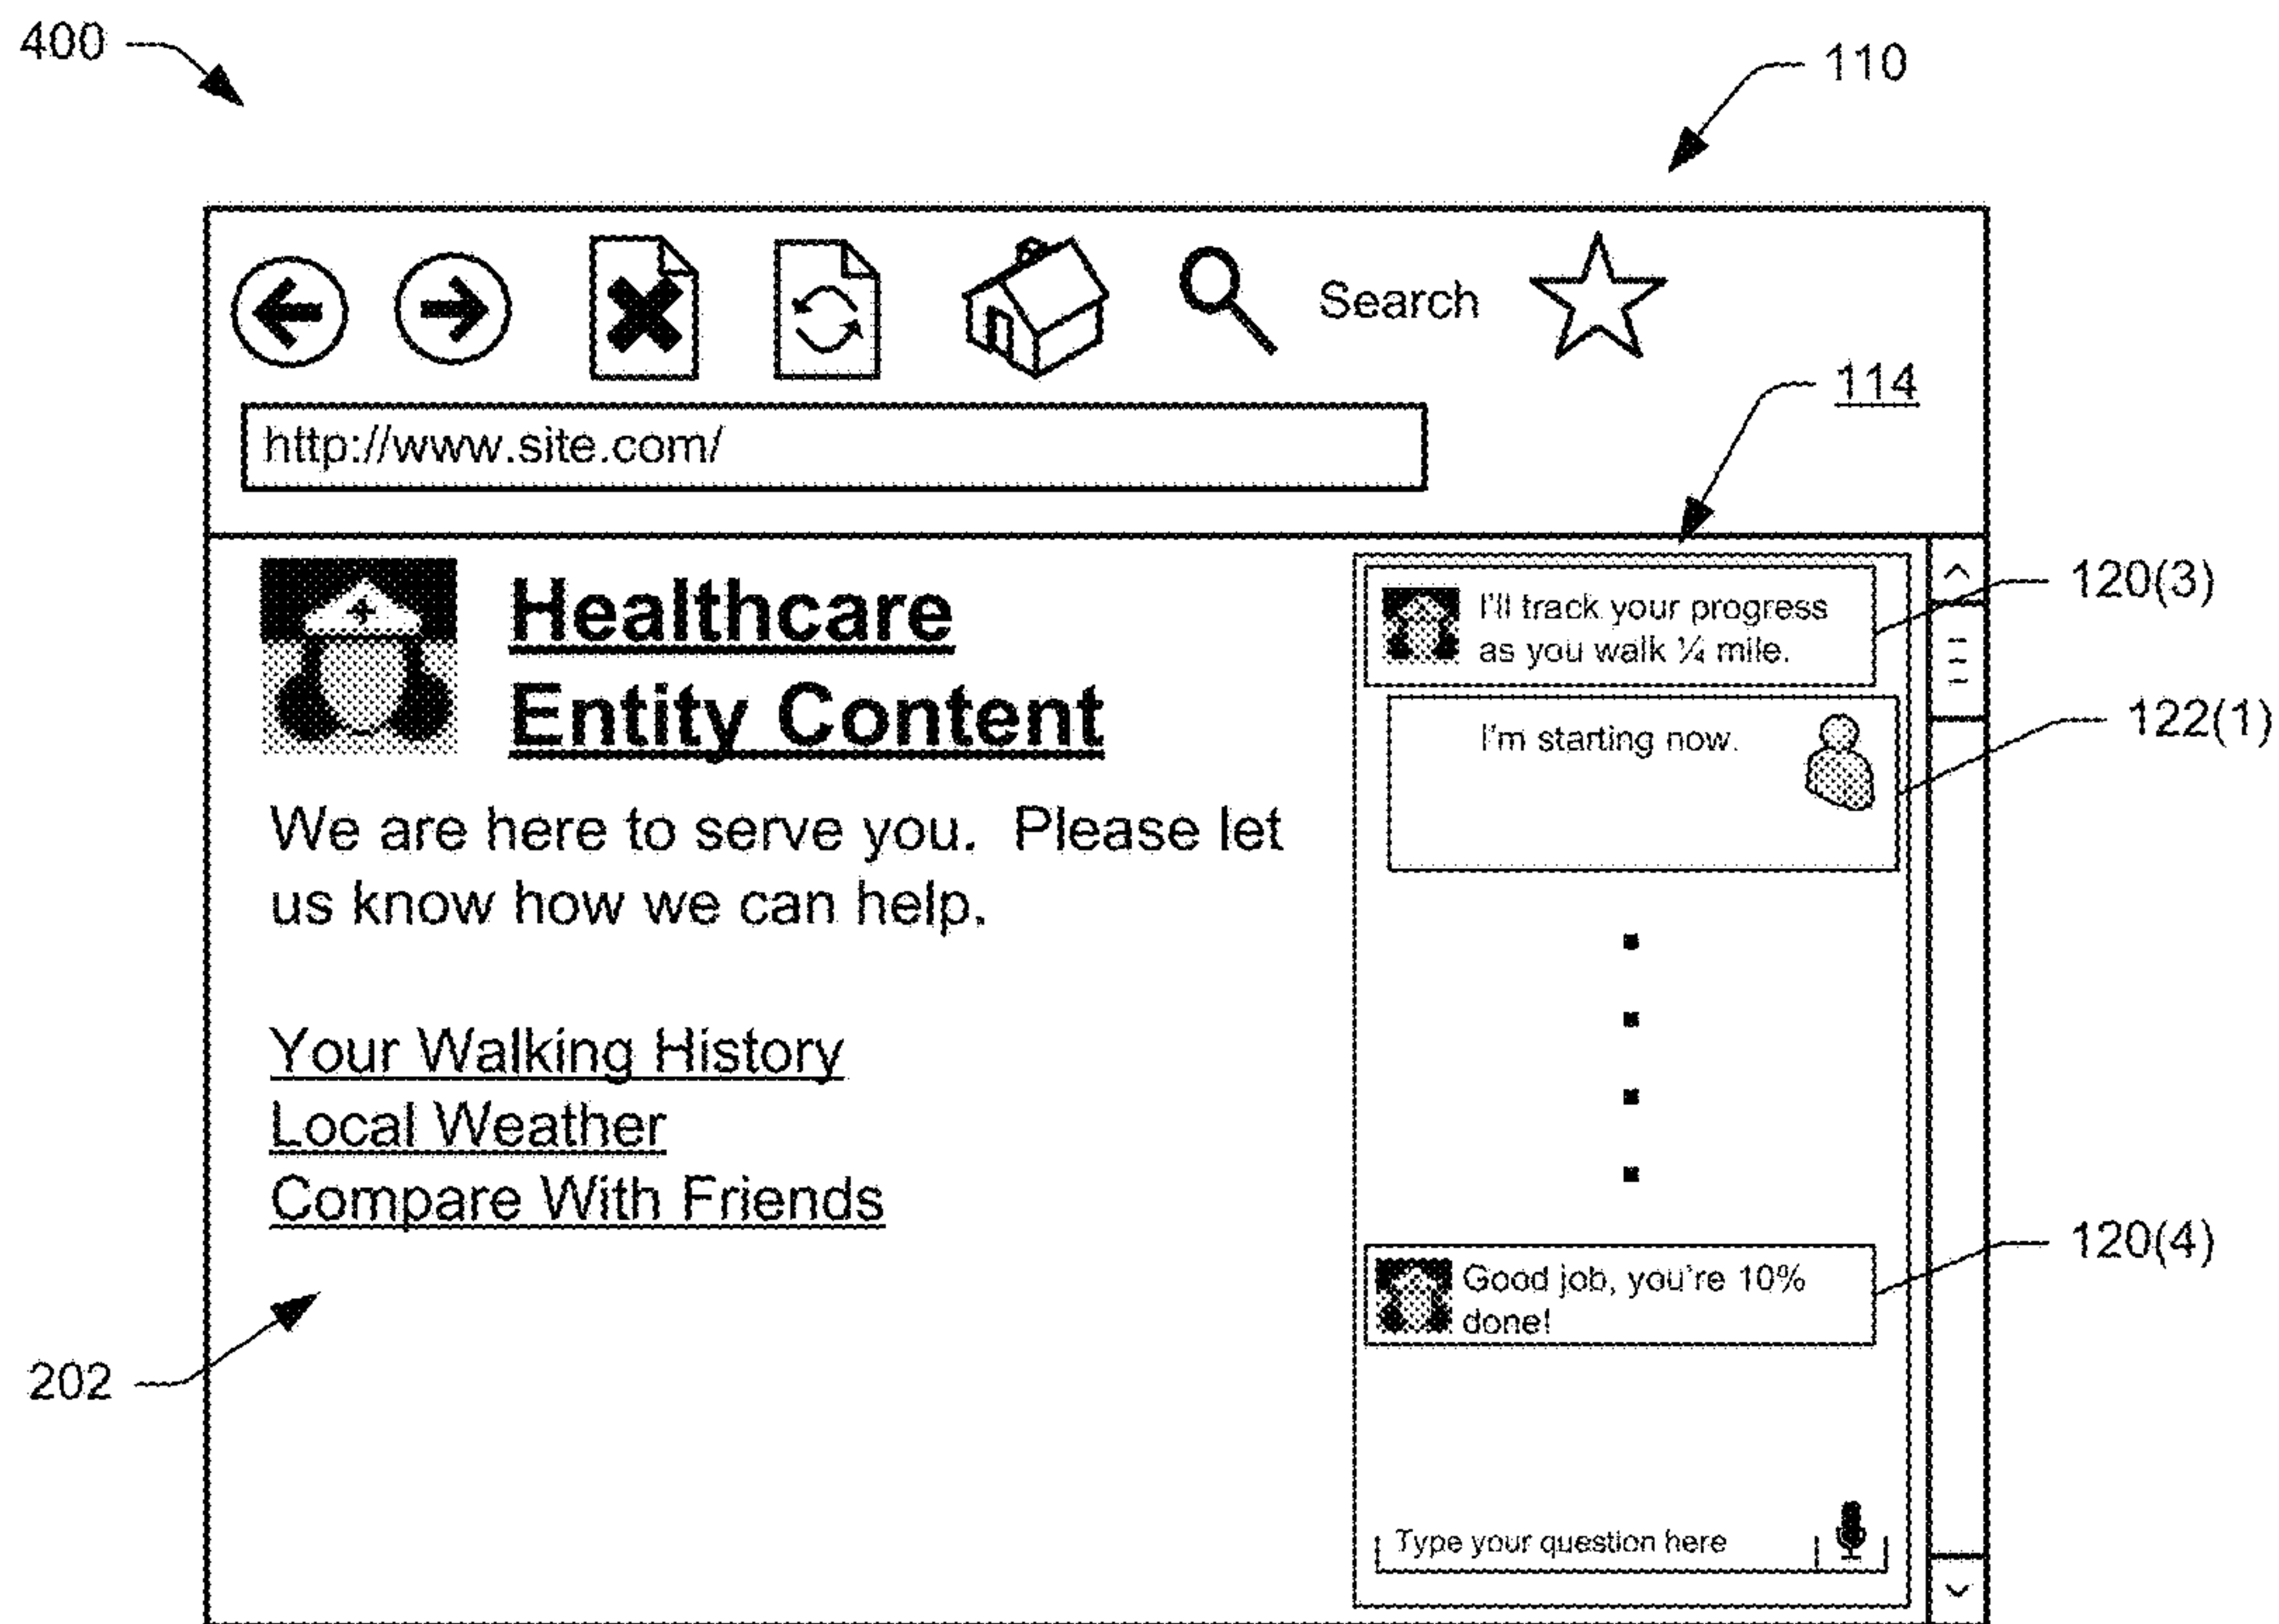 400
110
Search
114
http://www.site.com/
Healthcare
Entity Content
We are here to serve you.  Please let
us know how we can help.
Your Walking History
Local Weather
Compare With Friends
202
I'll track your progress
as you walk ¼ mile.
120(3)
I'm starting now.
122(1)
Good job, you're 10%
done!
120(4)
Type your question here